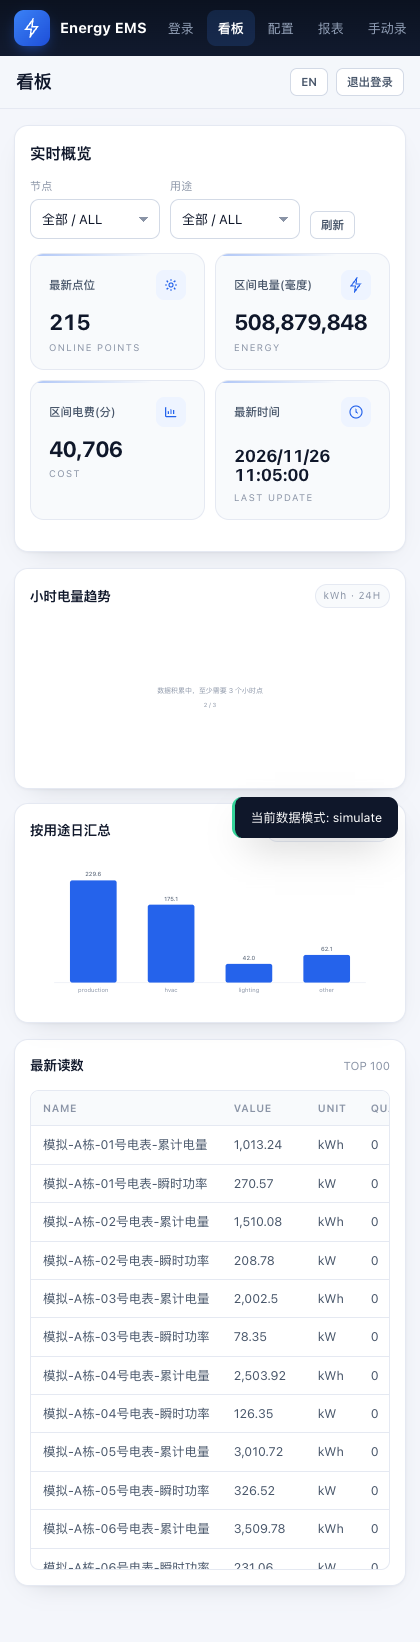 Energy EMS 登录 看板 配置 报表 手动录
看板 EN 退出登录
实时概览
节点 用途
全部 / ALL 全部 / ALL 刷新
最新点位
215
ONLINE POINTS
区间电量(毫度)
508,879,848
ENERGY
区间电费(分)
40,706
COST
最新时间
2026/11/26
11:05:00
LAST UPDATE
小时电量趋势 kWh · 24H
数据积累中，至少需要 3 个小时点
2 / 3
按用途日汇总
当前数据模式: simulate
229.8 175.1 42.0 62.1
production hvac lighting other
最新读数 TOP 100
NAME VALUE UNIT QU
模拟-A栋-01号电表-累计电量 1,013.24 kWh 0
模拟-A栋-01号电表-瞬时功率 270.57 kW 0
模拟-A栋-02号电表-累计电量 1,510.08 kWh 0
模拟-A栋-02号电表-瞬时功率 208.78 kW 0
模拟-A栋-03号电表-累计电量 2,002.5 kWh 0
模拟-A栋-03号电表-瞬时功率 78.35 kW 0
模拟-A栋-04号电表-累计电量 2,503.92 kWh 0
模拟-A栋-04号电表-瞬时功率 126.35 kW 0
模拟-A栋-05号电表-累计电量 3,010.72 kWh 0
模拟-A栋-05号电表-瞬时功率 326.52 kW 0
模拟-A栋-06号电表-累计电量 3,509.78 kWh 0
模拟-A栋-06号电表-瞬时功率 231.06 kW 0